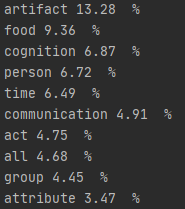 artifact 13.28  %
food 9.36  %
cognition 6.87  %
person 6.72  %
time 6.49  %
communication 4.91  %
act 4.75  %
all 4.68  %
group 4.45  %
attribute 3.47  %